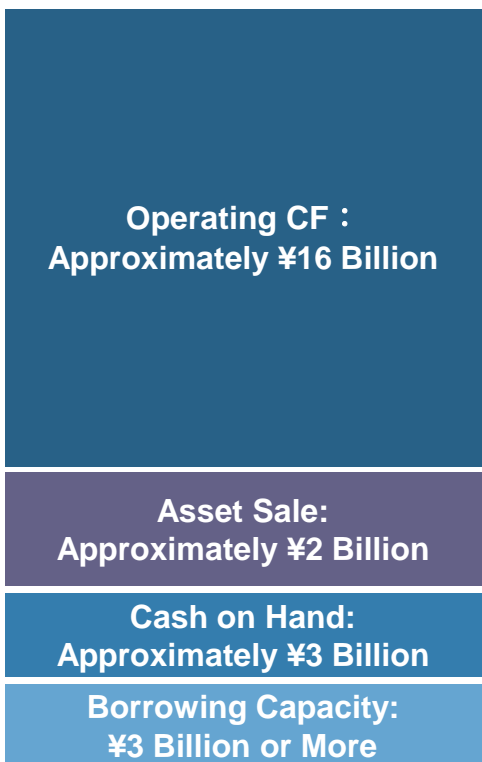 Operating CF：
Approximately ¥16 Billion
Asset Sale:
Approximately ¥2 Billion
Cash on Hand:
Approximately ¥3 Billion
Borrowing Capacity:
¥3 Billion or More